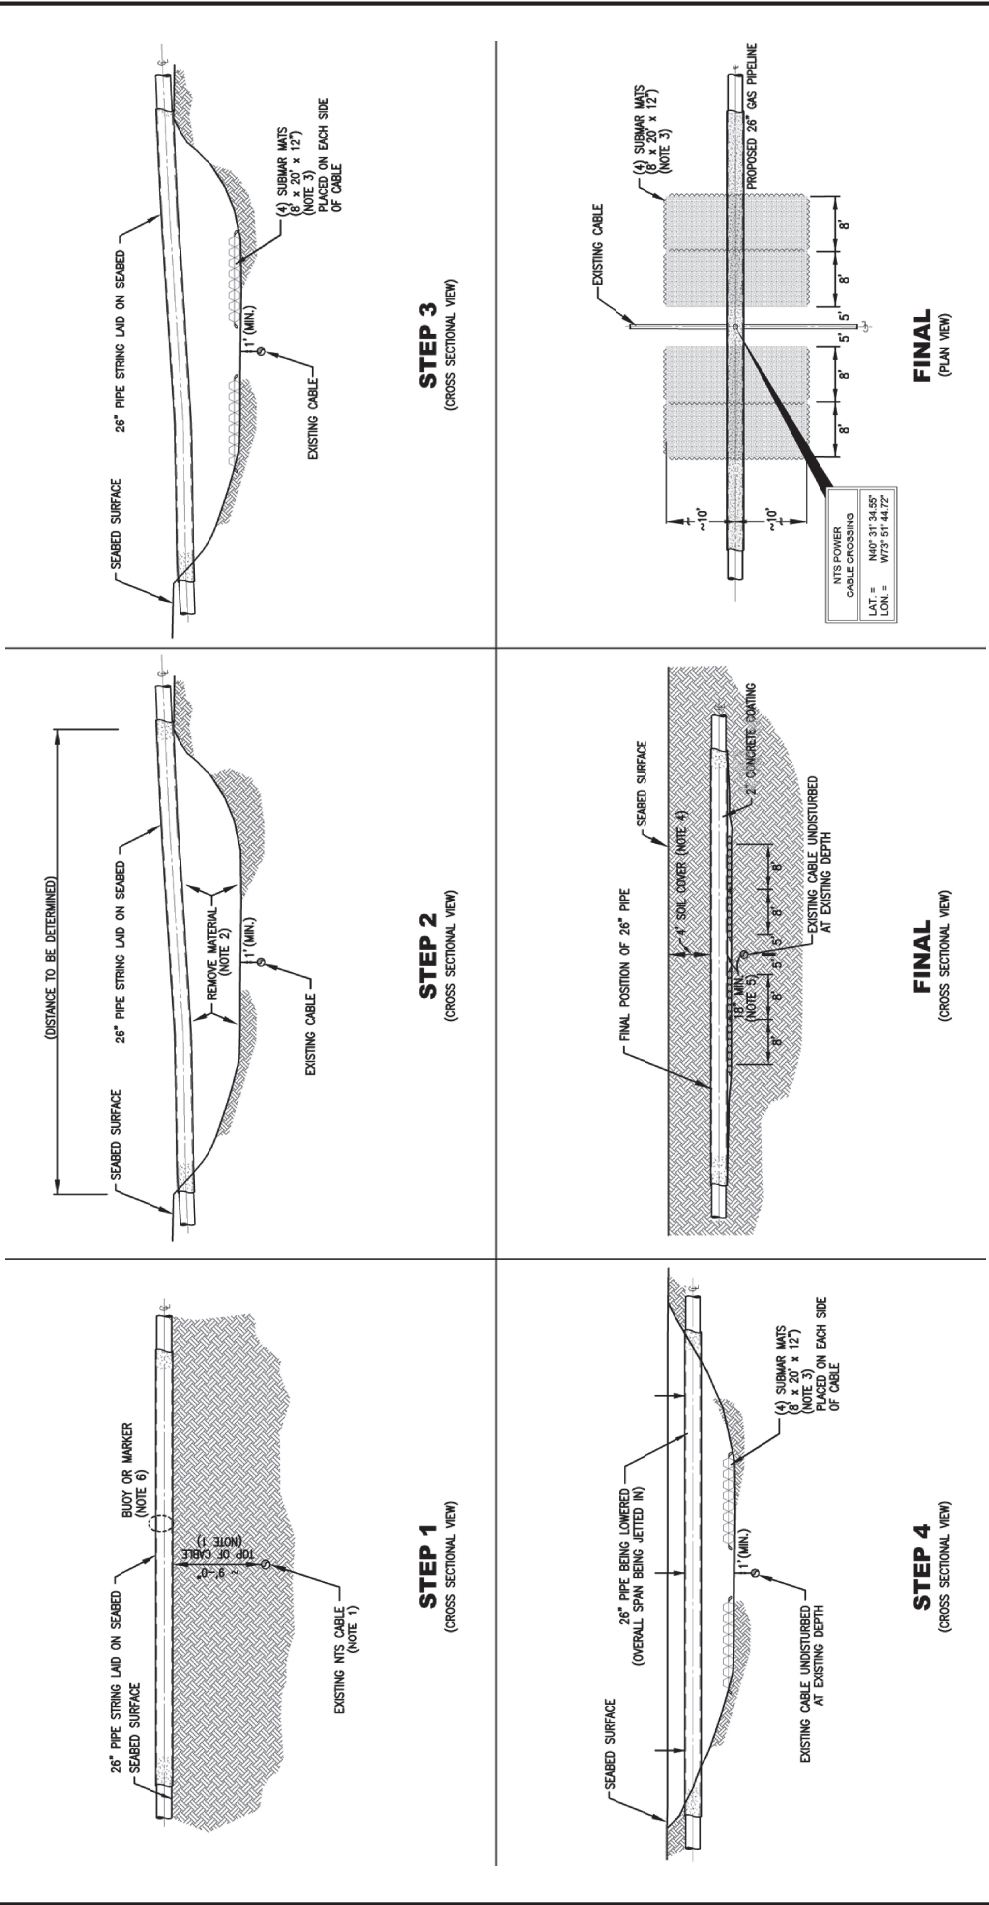 26" PIPE STRING LAID ON SEABED
SEABED SURFACE
BUOY OR MARKER
(NOTE 6)
~ 9'-0"
TOP OF CABLE
(NOTE 1)
EXISTING NTS CABLE
(NOTE 1)
STEP 1
(CROSS SECTIONAL VIEW)
(DISTANCE TO BE DETERMINED)
SEABED SURFACE
26" PIPE STRING LAID ON SEABED
REMOVE MATERIAL
(NOTE 2)
1' (MIN.)
EXISTING CABLE
STEP 2
(CROSS SECTIONAL VIEW)
SEABED SURFACE
26" PIPE STRING LAID ON SEABED
(4) SUBMAR MATS
8' x 20' x 12")
(NOTE 3)
PLACED ON EACH SIDE
OF CABLE
1' (MIN.)
EXISTING CABLE
STEP 3
(CROSS SECTIONAL VIEW)
SEABED SURFACE
26" PIPE BEING LOWERED
(OVERALL SPAN BEING JETTED IN)
1' (MIN.)
(4) SUBMAR MATS
(8' x 20' x 12")
(NOTE 3)
PLACED ON EACH SIDE
OF CABLE
EXISTING CABLE UNDISTURBED
AT EXISTING DEPTH
STEP 4
(CROSS SECTIONAL VIEW)
FINAL POSITION OF 26" PIPE
SEABED SURFACE
4' SOIL COVER (NOTE 4)
2" CONCRETE COATING
18" MIN.
(NOTE 5)
8'
8'
5'
5'
8'
8'
EXISTING CABLE UNDISTURBED
AT EXISTING DEPTH
FINAL
(CROSS SECTIONAL VIEW)
EXISTING CABLE
(4) SUBMAR MATS
(8' x 20' x 12")
(NOTE 3)
PROPOSED 26" GAS PIPELINE
~10'
~10'
8'
8'
5'
5'
8'
8'
NTS POWER
CABLE CROSSING
LAT. = N40° 31' 34.55"
LON. = W73° 51' 44.72"
FINAL
(PLAN VIEW)